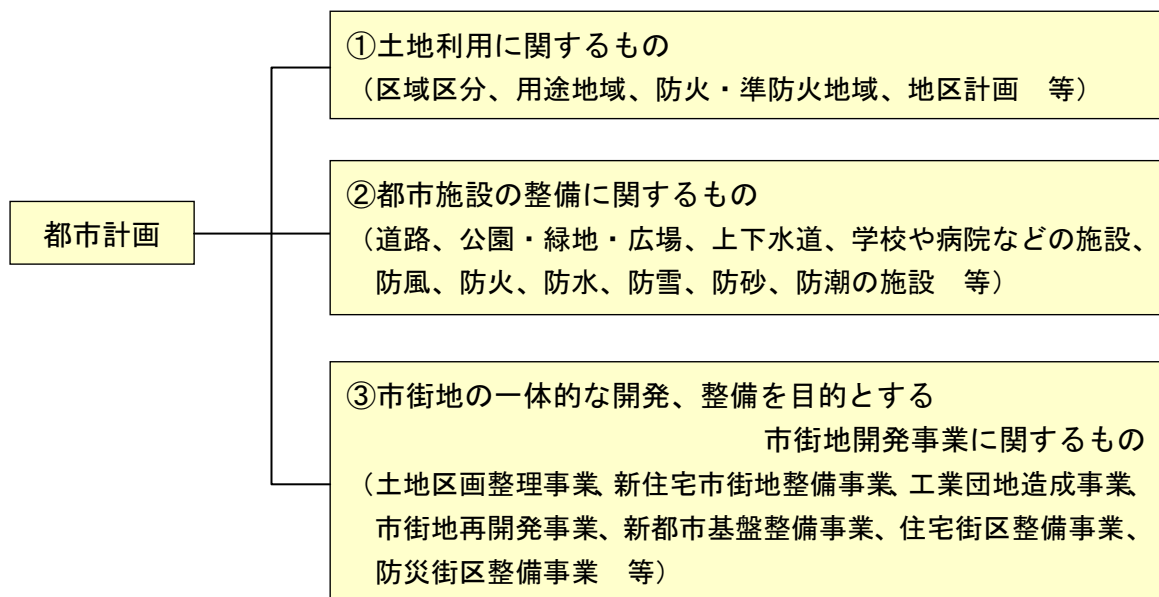 ①土地利用に関するもの
（区域区分、用途地域、防火・準防火地域、地区計画　等）
都市計画
②都市施設の整備に関するもの
（道路、公園・緑地・広場、上下水道、学校や病院などの施設、
防風、防火、防水、防雪、防砂、防潮の施設　等）
③市街地の一体的な開発、整備を目的とする
市街地開発事業に関するもの
（土地区画整理事業、新住宅市街地整備事業、工業団地造成事業、
市街地再開発事業、新都市基盤整備事業、住宅街区整備事業、
防災街区整備事業　等）